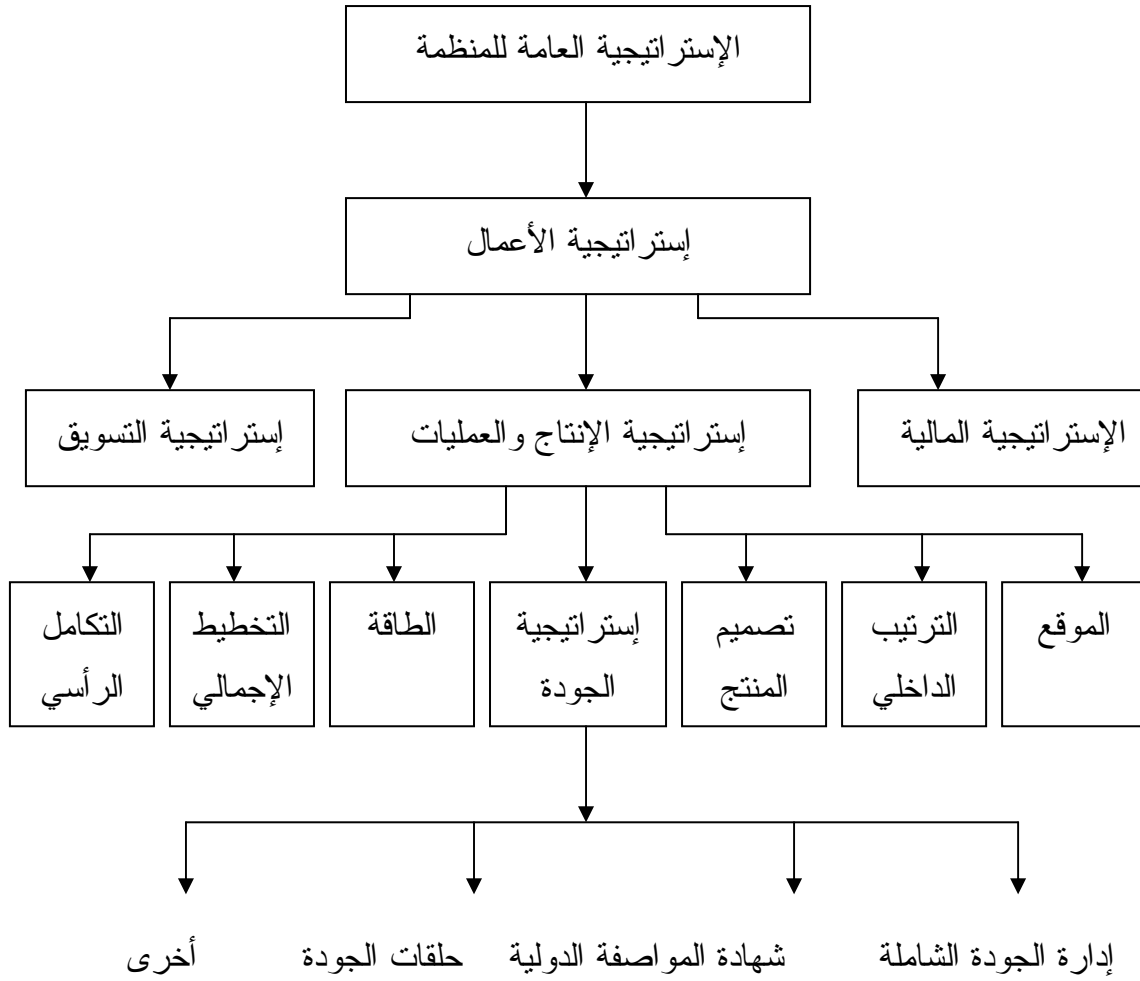 الإستراتيجية العامة للمنظمة
إستراتيجية الأعمال
الإستراتيجية المالية
إستراتيجية الإنتاج والعمليات
إستراتيجية التسويق
الموقع
الترتيب
الداخلي
تصميم
المنتج
إستراتيجية
الجودة
الطاقة
التخطيط
الإجمالي
التكامل
الرأسي
إدارة الجودة الشاملة
شهادة المواصفة الدولية
حلقات الجودة
أخرى